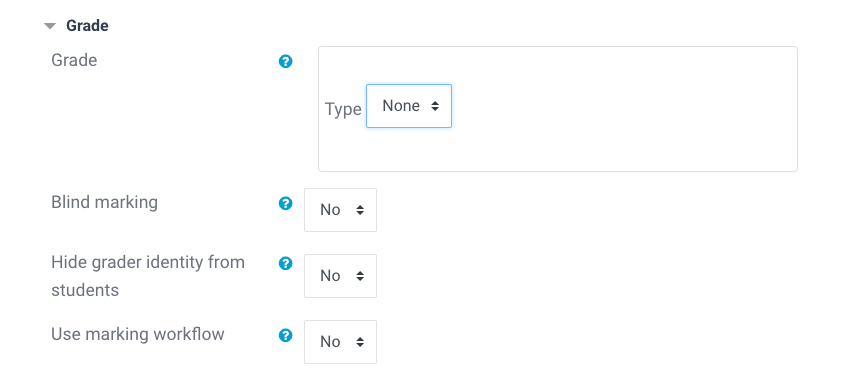 Grade
Grade
Type None
Blind marking No
Hide grader identity from No
students
Use marking workflow No